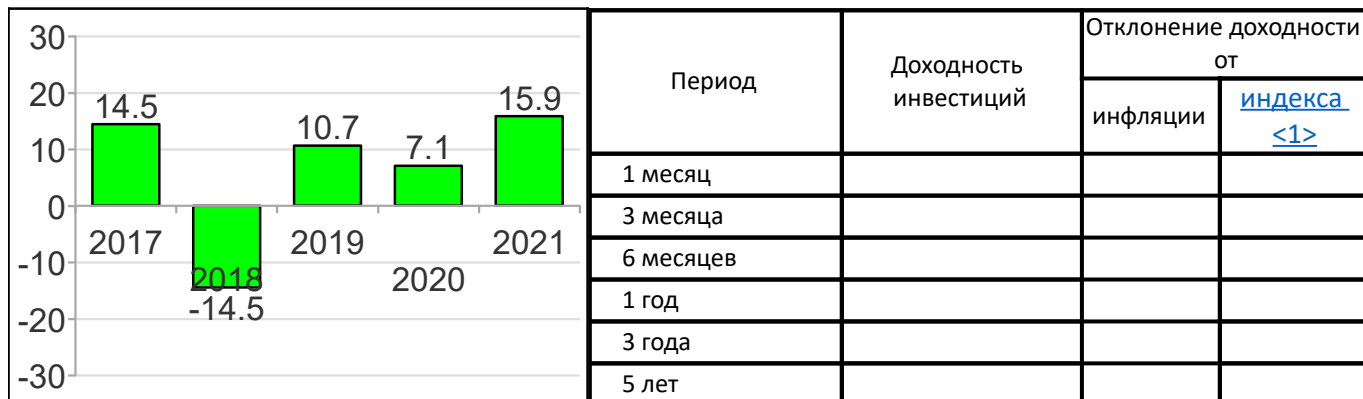 30
20
10
0
-10
-20
-30
14.5
-14.5
10.7
7.1
15.9
2017
2018
2019
2020
2021
Период
Доходность
инвестиций
Отклонение доходности
от
инфляции
индекса
<1>
1 месяц
3 месяца
6 месяцев
1 год
3 года
5 лет